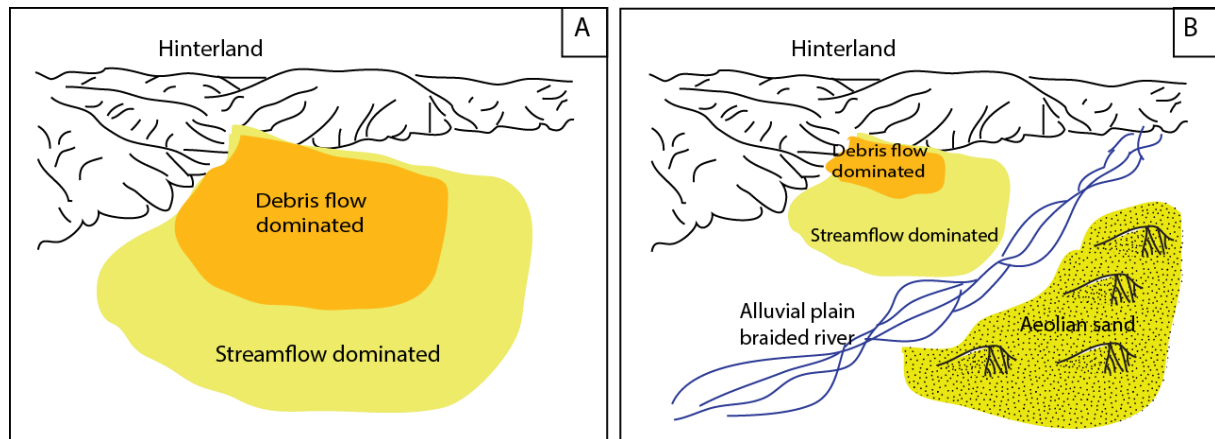 A
Hinterland
Debris flow
dominated
Streamflow dominated
B
Hinterland
Debris flow
dominated
Streamflow dominated
Alluvial plain
braided river
Aeolian sand